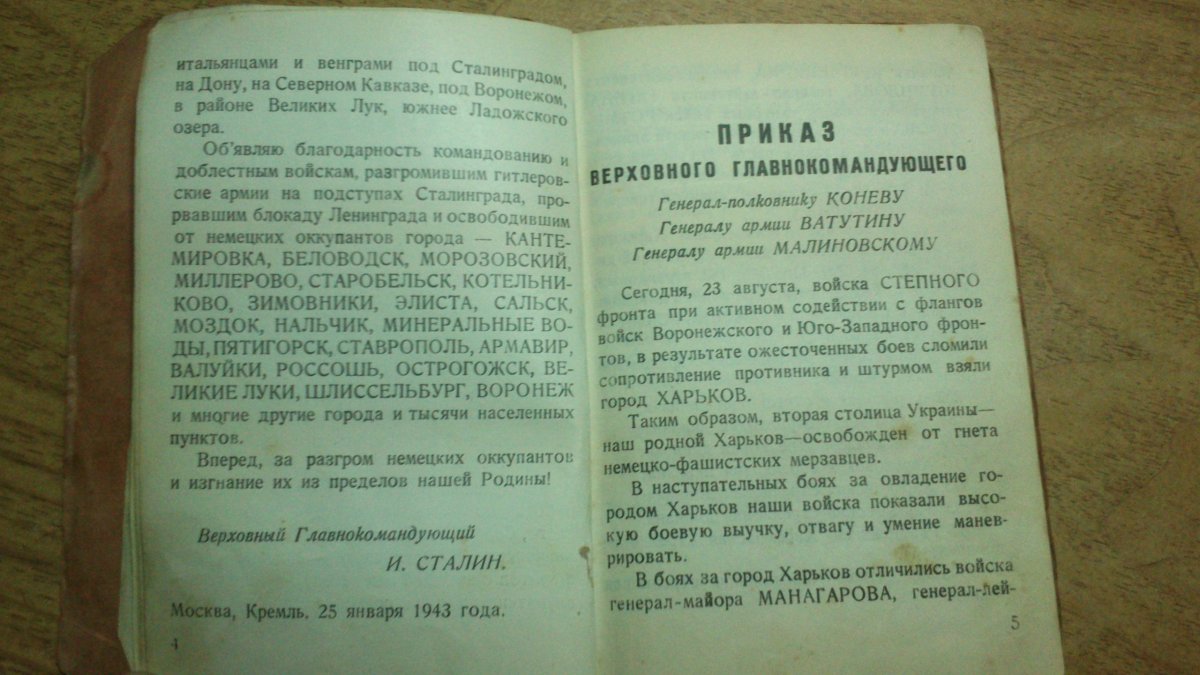 итальянцами и венграми под Сталинградом,
на Дону, на Северном Кавказе, под Воронежом,
в районе Великих Лук, южнее Ладожского
озера.
Об'являю благодарность командованию и
доблестным войскам, разгромившим гитлеров-
ские армии на подступах Сталинграда, про-
рвавшим блокаду Ленинграда и освободившим
от немецких оккупантов города — КАНТЕ-
МИРОВКА, БЕЛОВОДСК, МОРОЗОВСКИЙ,
МИЛЛЕРОВО, СТАРОБЕЛЬСК, КОТЕЛЬНИ-
КОВО, ЗИМОВНИКИ, ЭЛИСТА, САЛЬСК,
МОЗДОК, НАЛЬЧИК, МИНЕРАЛЬНЫЕ ВО-
ДЫ, ПЯТИГОРСК, СТАВРОПОЛЬ, АРМАВИР,
ВАЛУЙКИ, РОССОШЬ, ОСТРОГОЖСК, ВЕ-
ЛИКИЕ ЛУКИ, ШЛИССЕЛЬБУРГ, ВОРОНЕЖ
и многие другие города и тысячи населенных
пунктов.
Вперед, за разгром немецких оккупантов
и изгнание их из пределов нашей Родины!
Верховный Главнокомандующий
И. СТАЛИН.
Москва, Кремль. 25 января 1943 года.
4
ПРИКАЗ
ВЕРХОВНОГО ГЛАВНОКОМАНДУЮЩЕГО
Генерал-полковнику КОНЕВУ
Генералу армии ВАТУТИНУ
Генералу армии МАЛИНОВСКОМУ
Сегодня, 23 августа, войска СТЕПНОГО
фронта при активном содействии с флангов
войск Воронежского и Юго-Западного фрон-
тов, в результате ожесточенных боев сломили
сопротивление противника и штурмом взяли
город ХАРЬКОВ.
Таким образом, вторая столица Украины—
наш родной Харьков—освобожден от гнета
немецко-фашистских мерзавцев.
В наступательных боях за овладение го-
родом Харьков наши войска показали высо-
кую боевую выучку, отвагу и умение манев-
рировать.
В боях за город Харьков отличились войска
генерал-майора МАНАГАРОВА, генерал-лей-
5